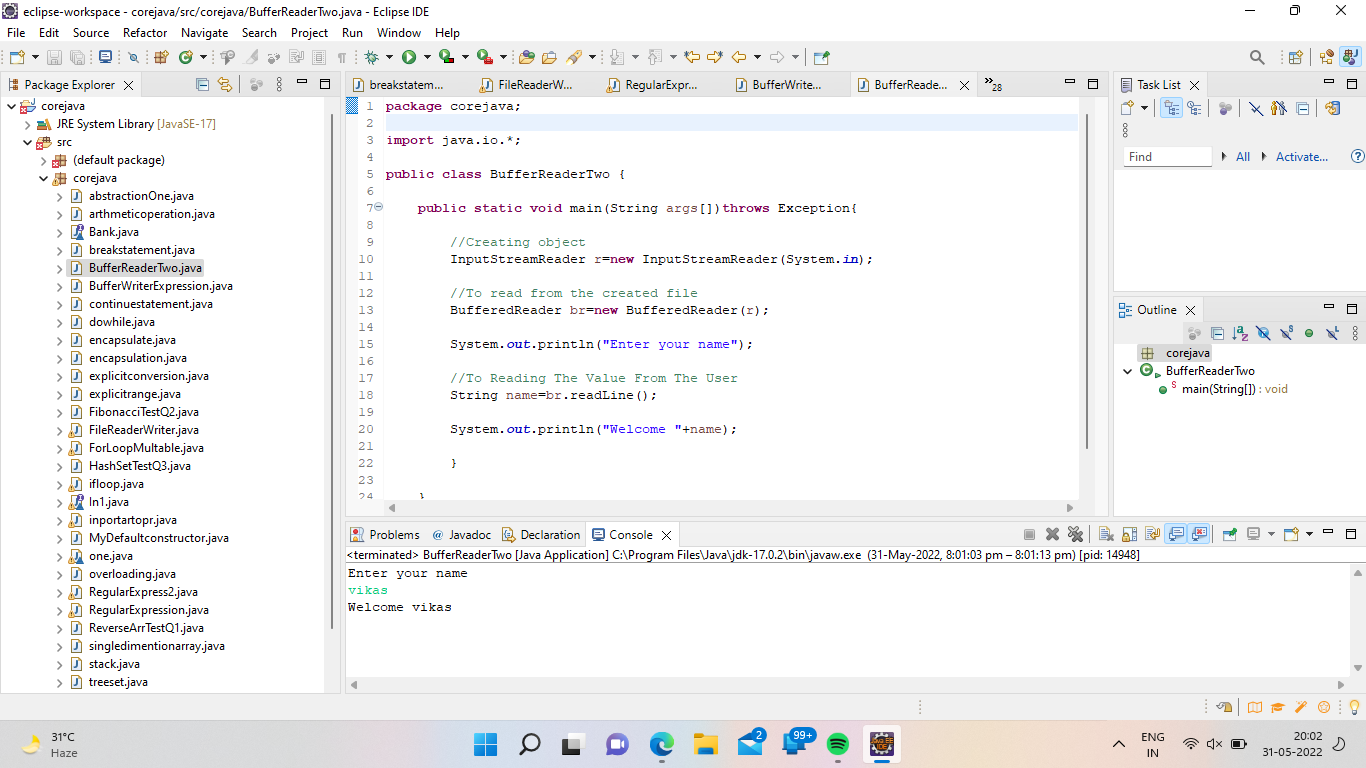 eclipse-workspace - corejava/src/corejava/BufferReaderTwo.java - Eclipse IDE
File Edit Source Refactor Navigate Search Project Run Window Help
Package Explorer
corejava
JRE System Library [JavaSE-17]
src
(default package)
corejava
abstractionOne.java
arthmeticoperation.java
Bank.java
breakstatement.java
BufferReaderTwo.java
BufferWriterExpression.java
continuestatement.java
dowhile.java
encapsulate.java
encapsulation.java
explicitconversion.java
explicitrange.java
FibonacciTestQ2.java
FileReaderWriter.java
ForLoopMultable.java
HashSetTestQ3.java
ifloop.java
In1.java
inportartopr.java
MyDefaultconstructor.java
one.java
overloading.java
RegularExpress2.java
RegularExpression.java
ReverseArrTestQ1.java
singledimentionarray.java
stack.java
treeset.java
breakstatem... FileReaderW... RegularExpr... BufferWrite... BufferReade... »28
1 package corejava;
2
3 import java.io.*;
4
5 public class BufferReaderTwo {
6
7 public static void main(String args[])throws Exception{
8
9 //Creating object
10 InputStreamReader r=new InputStreamReader(System.in);
11
12 //To read from the created file
13 BufferedReader br=new BufferedReader(r);
14
15 System.out.println("Enter your name");
16
17 //To Reading The Value From The User
18 String name=br.readLine();
19
20 System.out.println("Welcome "+name);
21
22 }
23
24 }
Task List
Find All Activate...
Outline
corejava
BufferReaderTwo
main(String[]) : void
Problems @ Javadoc Declaration Console
<terminated> BufferReaderTwo [Java Application] C:\Program Files\Java\jdk-17.0.2\bin\javaw.exe (31-May-2022, 8:01:03 pm – 8:01:13 pm) [pid: 14948]
Enter your name
vikas
Welcome vikas
31°C
Haze
2
99+
Java EE
IDE
ENG
IN
20:02
31-05-2022